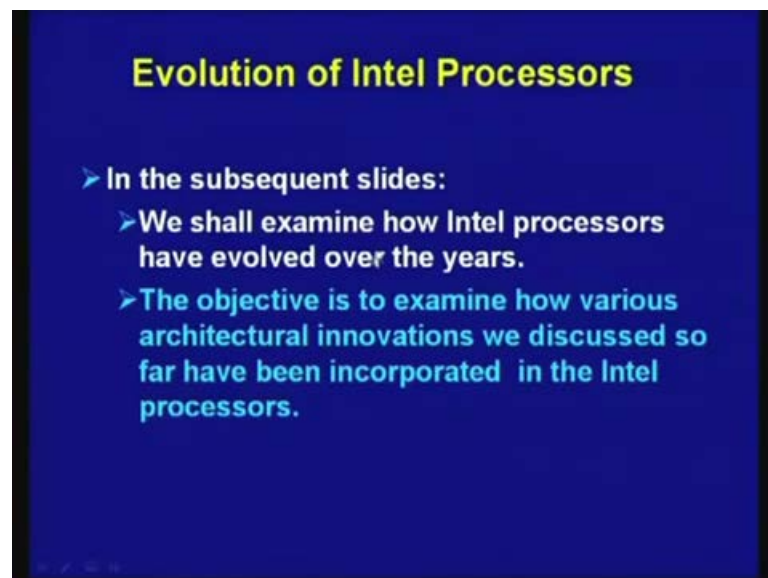 Evolution of Intel Processors
➢In the subsequent slides:
➢We shall examine how Intel processors
have evolved over the years.
➢The objective is to examine how various
architectural innovations we discussed so
far have been incorporated in the Intel
processors.